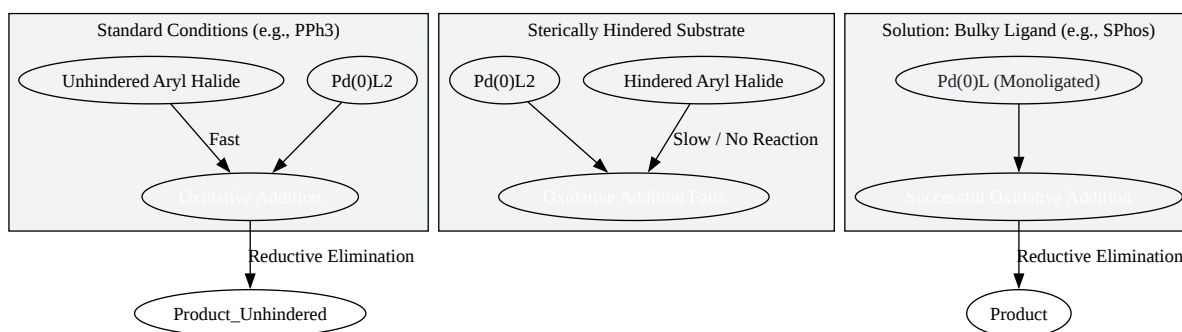 Standard Conditions (e.g., PPh3)
Unhindered Aryl Halide
Pd(0)L2
Fast
Oxidative Addition
Reductive Elimination
Product_Unhindered
Sterically Hindered Substrate
Pd(0)L2
Hindered Aryl Halide
Slow / No Reaction
Oxidative Addition Fails
Solution: Bulky Ligand (e.g., SPhos)
Pd(0)L (Monoligated)
Successful Oxidative Addition
Reductive Elimination
Product